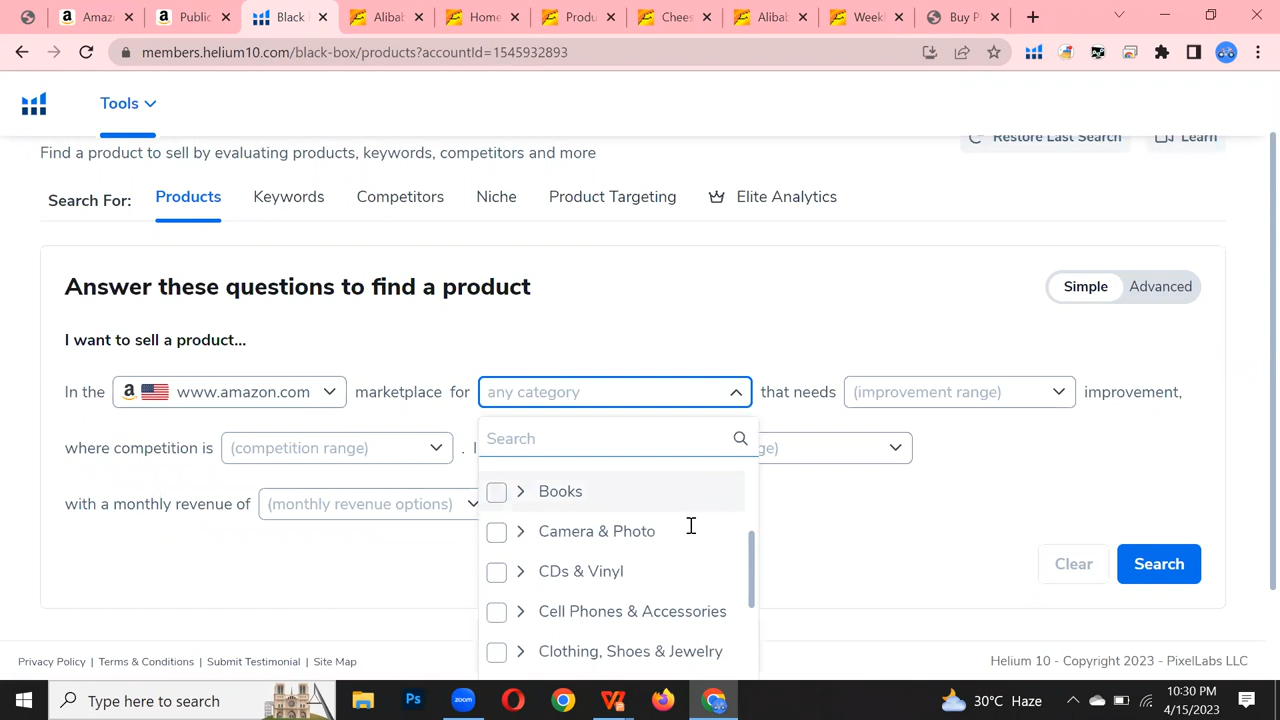 Amaz
Public
Black
Alibab
Home
Produ
Chees
Alibab
Week
Buy P
members.helium10.com/black-box/products?accountId=1545932893
Tools
Find a product to sell by evaluating products, keywords, competitors and more
Restore Last Search
Learn
Search For:
Products
Keywords
Competitors
Niche
Product Targeting
Elite Analytics
Answer these questions to find a product
Simple
Advanced
I want to sell a product...
In the
www.amazon.com
marketplace for
any category
that needs
(improvement range)
improvement,
where competition is
(competition range)
. I
ge)
with a monthly revenue of
(monthly revenue options)
Search
Books
Camera & Photo
CDs & Vinyl
Cell Phones & Accessories
Clothing, Shoes & Jewelry
Clear
Search
Privacy Policy | Terms & Conditions | Submit Testimonial | Site Map
Helium 10 - Copyright 2023 - PixelLabs LLC
Type here to search
Ps
zoom
30°C Haze
10:30 PM
4/15/2023